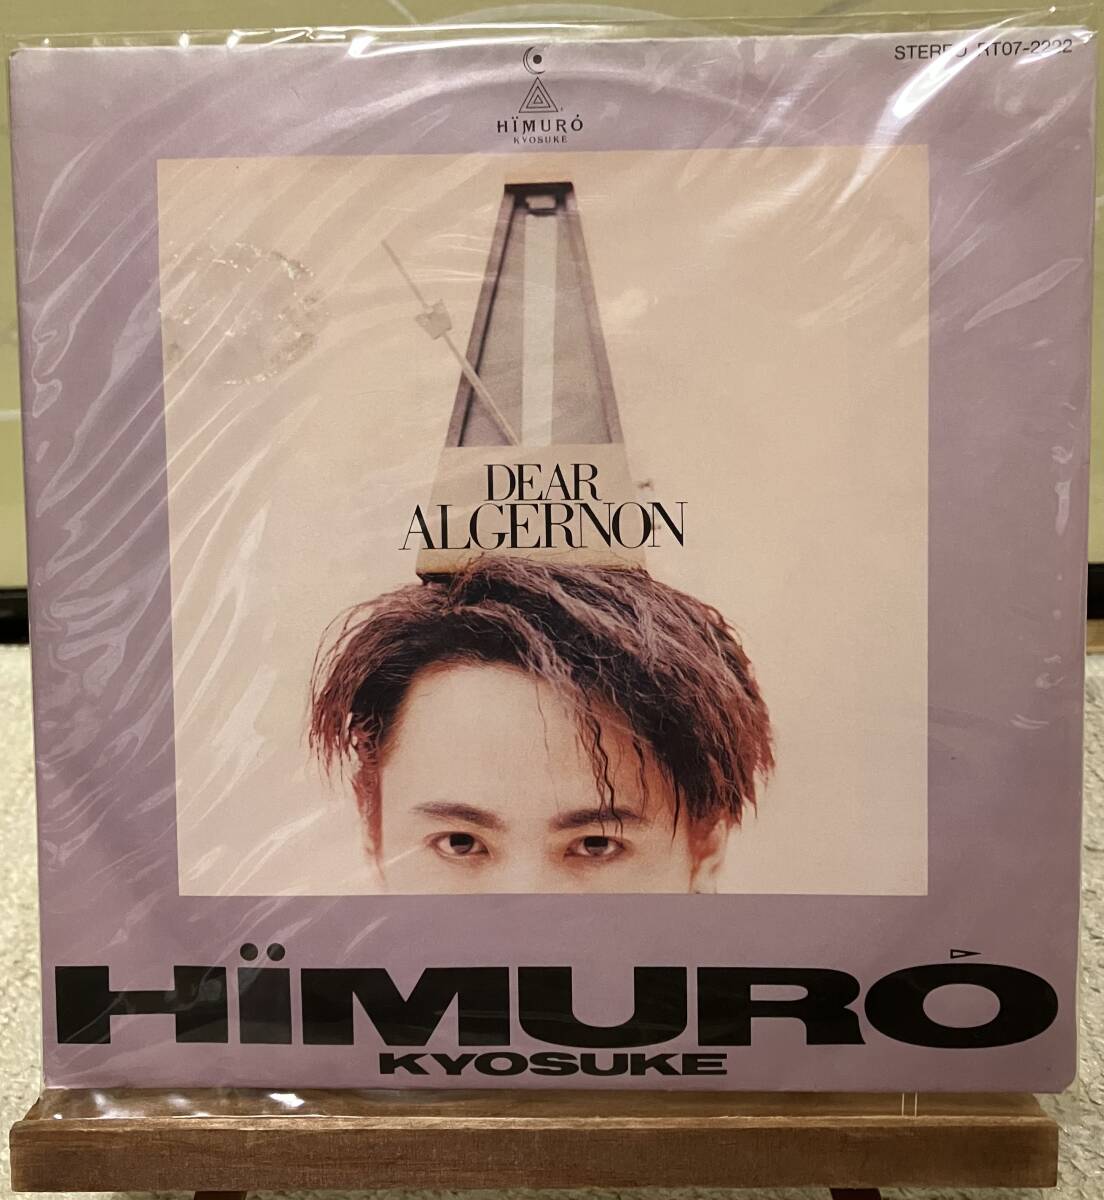 STEREO RT07-2222
HÏMURÓ
KYOSUKE
DEAR
ALGERNON
HÏMURÓ
KYOSUKE